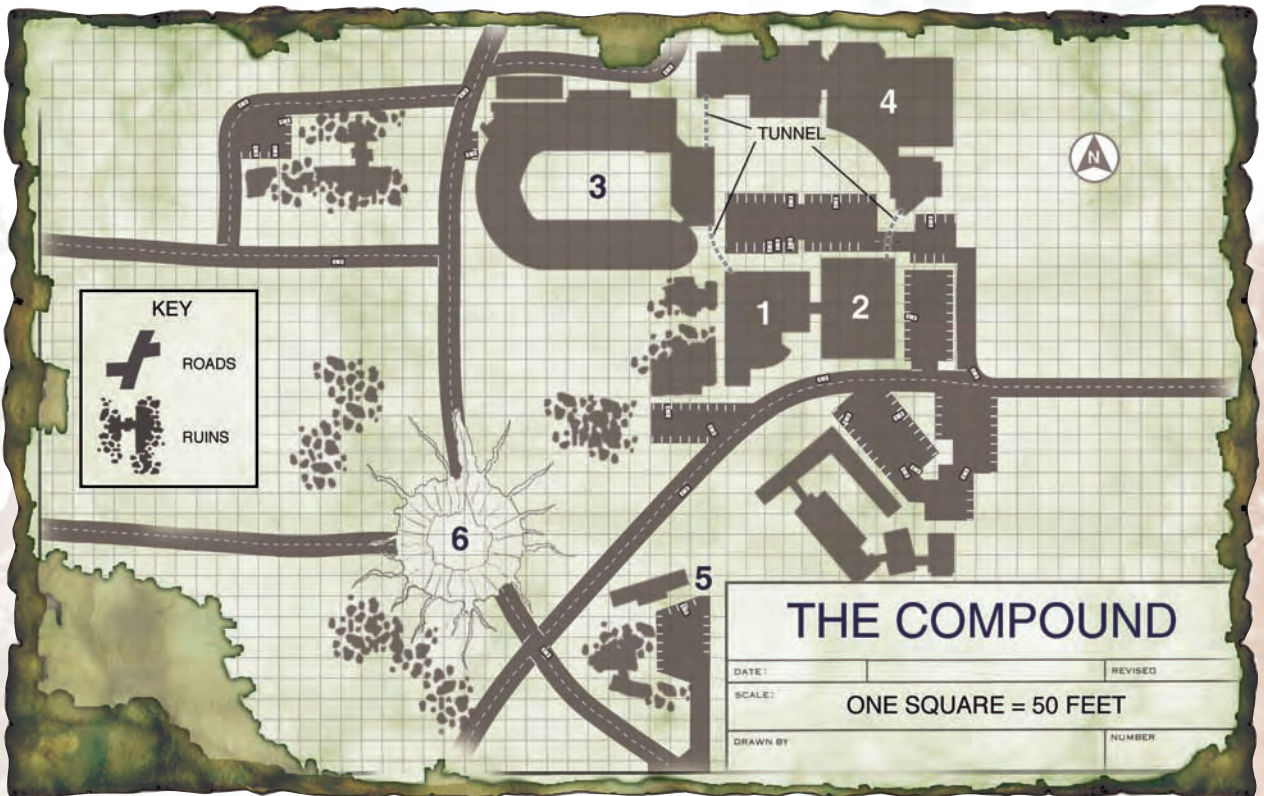 4
TUNNEL
N
3
KEY
ROADS
RUINS
1
2
6
5
THE COMPOUND
DATE:
REVISED
SCALE:
ONE SQUARE = 50 FEET
DRAWN BY
NUMBER